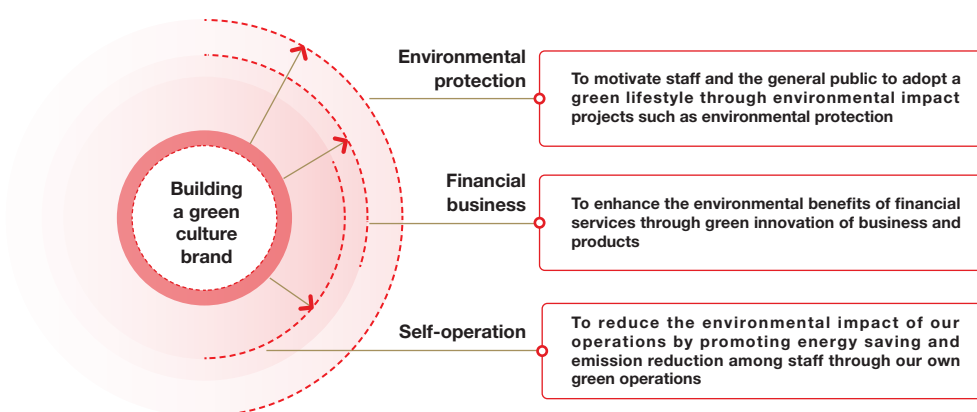 Building
a green
culture
brand
Environmental
protection
To motivate staff and the general public to adopt a
green lifestyle through environmental impact
projects such as environmental protection
Financial
business
To enhance the environmental benefits of financial
services through green innovation of business and
products
Self-operation
To reduce the environmental impact of our
operations by promoting energy saving and
emission reduction among staff through our own
green operations